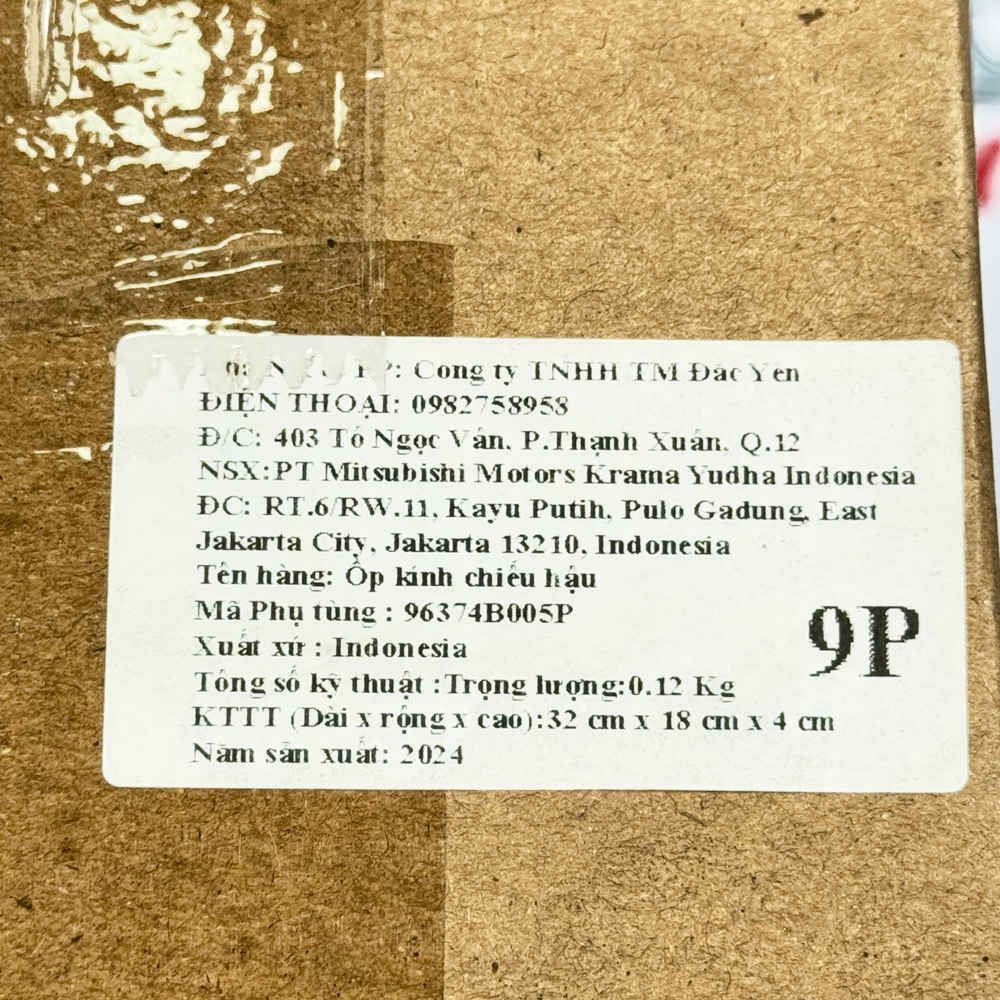 Công ty TNHH TM Đắc Yến
ĐIỆN THOẠI: 0982758958
Đ/C: 403 Tô Ngọc Vân, P.Thạnh Xuân, Q.12
NSX:PT Mitsubishi Motors Krama Yudha Indonesia
ĐC: RT.6/RW.11, Kayu Putih, Pulo Gadung, East
Jakarta City, Jakarta 13210, Indonesia
Tên hàng: Ốp kính chiếu hậu
Mã Phụ tùng : 96374B005P
Xuất xứ : Indonesia
9P
Tổng số kỹ thuật :Trọng lượng:0.12 Kg
KTTT (Dài x rộng x cao):32 cm x 18 cm x 4 cm
Năm sản xuất: 2024